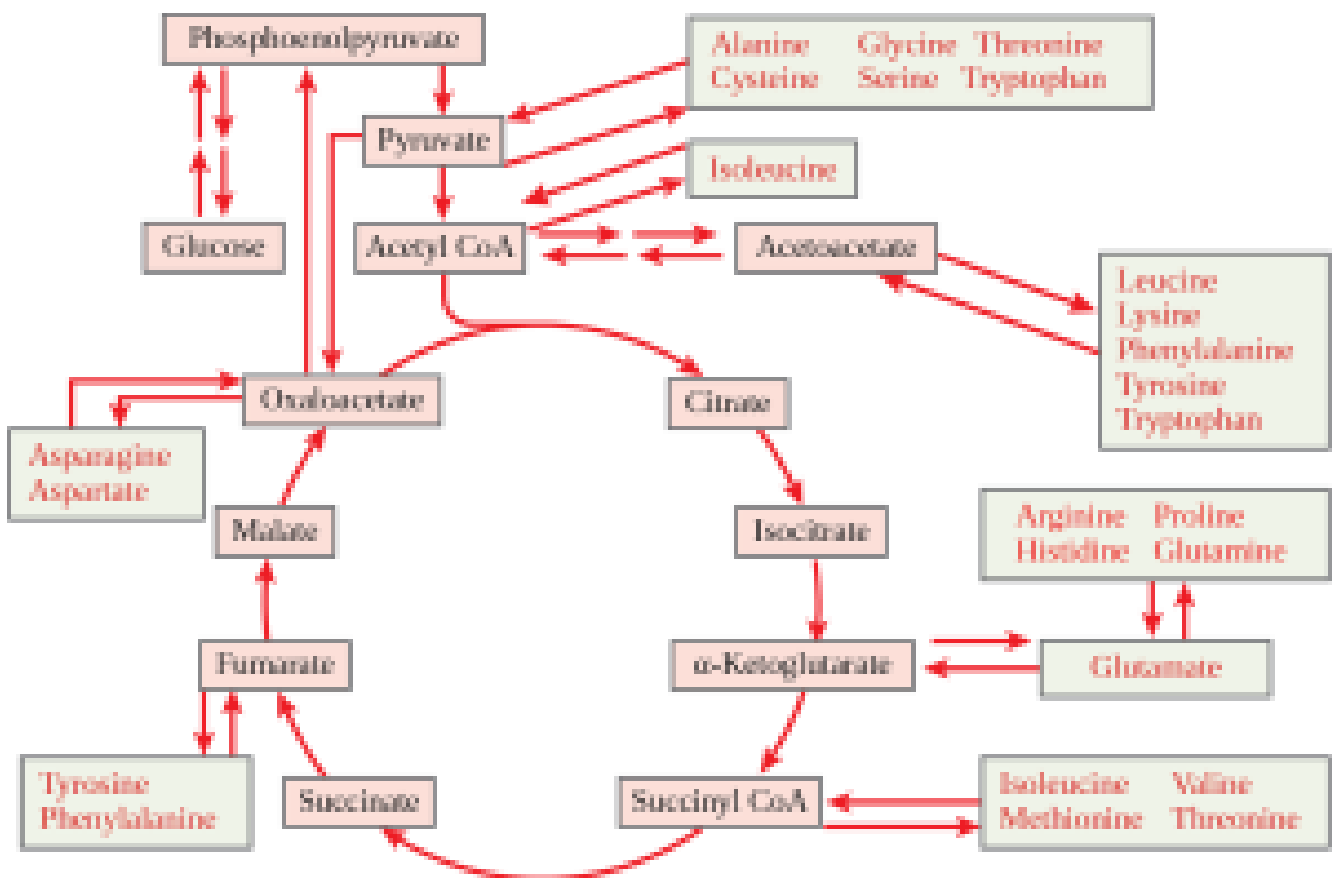 Phosphoenolpyruvate
Alanine Glycine Threonine
Cysteine Serine Tryptophan
Pyruvate
Isoleucine
Glucose
Acetyl CoA
Acetoacetate
Leucine
Lysine
Phenylalanine
Tyrosine
Tryptophan
Oxaloacetate
Citrate
Asparagine
Aspartate
Malate
Isocitrate
Arginine Proline
Histidine Glutamine
Fumarate
α-Ketoglutarate
Glutamate
Tyrosine
Phenylalanine
Succinate
Succinyl CoA
Isoleucine Valine
Methionine Threonine